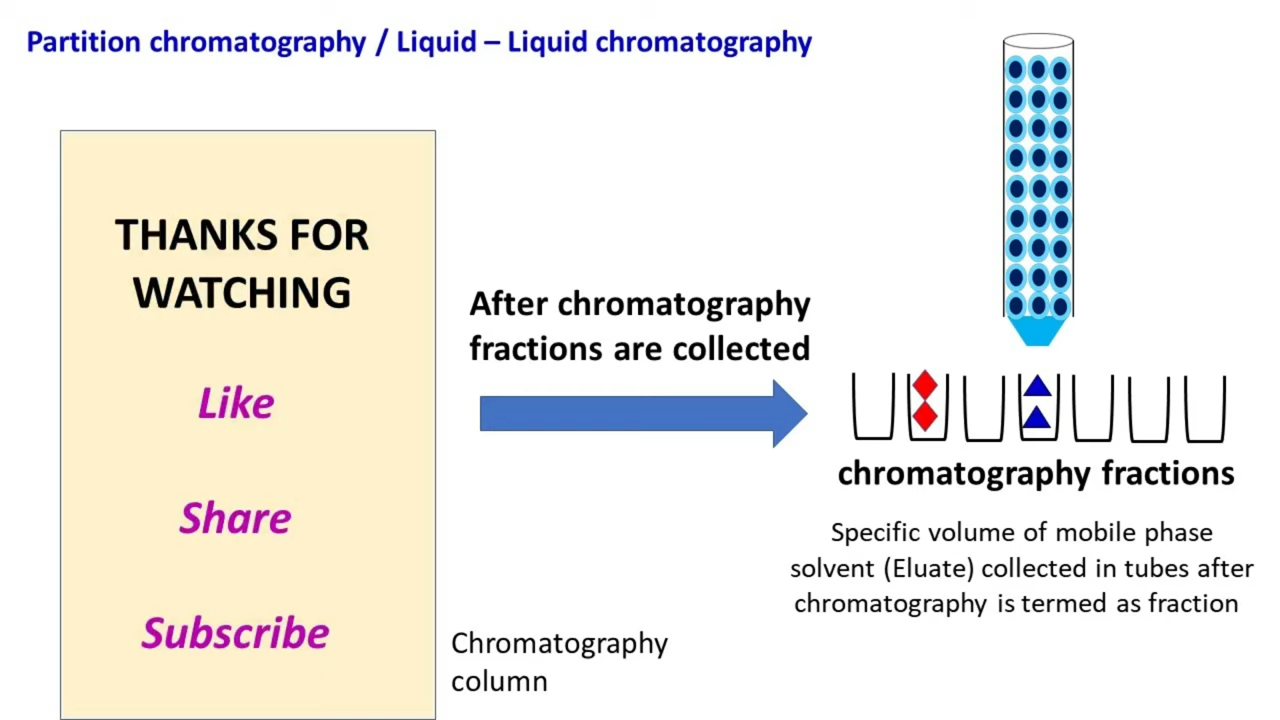 Partition chromatography / Liquid – Liquid chromatography
THANKS FOR
WATCHING
Like
Share
Subscribe
After chromatography
fractions are collected
Chromatography
column
chromatography fractions
Specific volume of mobile phase
solvent (Eluate) collected in tubes after
chromatography is termed as fraction